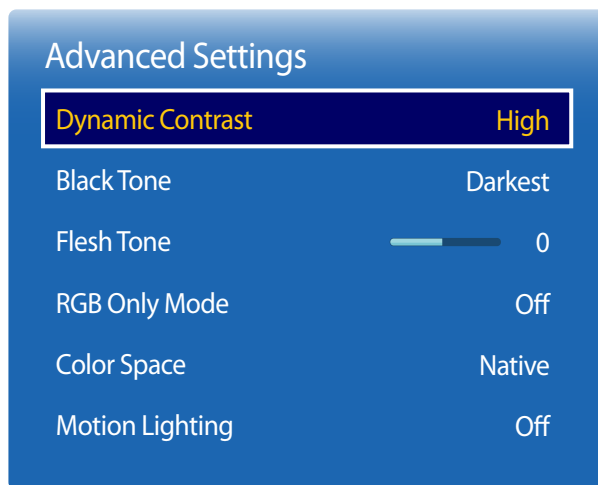 Advanced Settings
Dynamic Contrast High
Black Tone Darkest
Flesh Tone 0
RGB Only Mode Off
Color Space Native
Motion Lighting Off